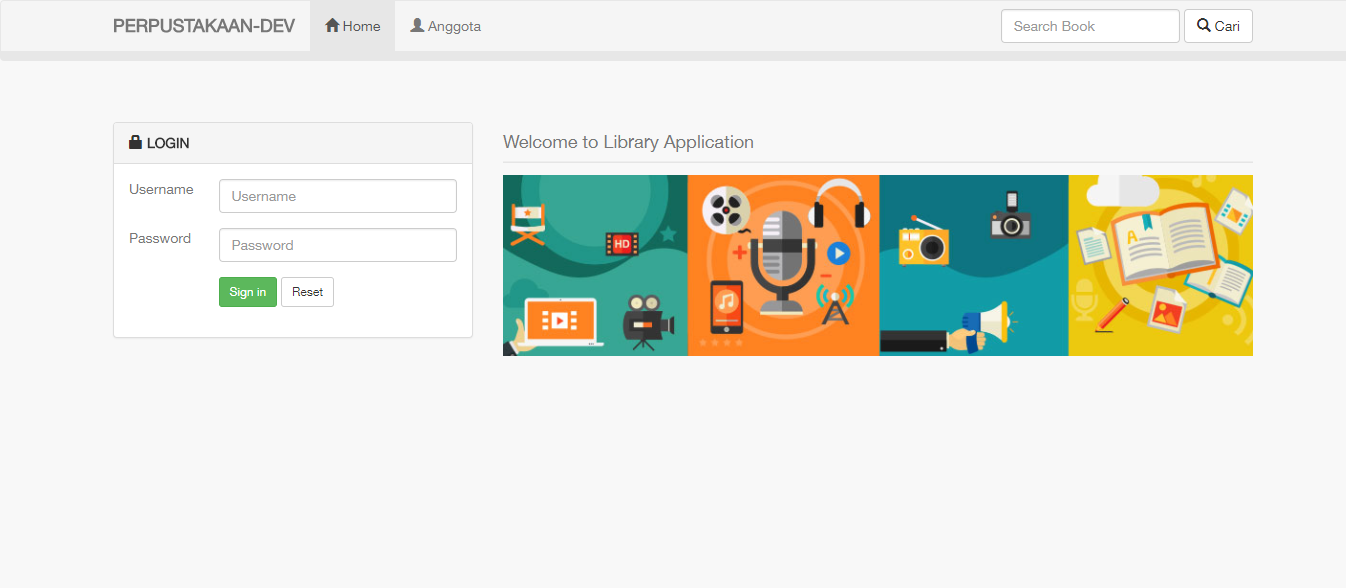 PERPUSTAKAAN-DEV Home Anggota Search Book Cari
LOGIN
Welcome to Library Application
Username Username
Password Password
Sign in Reset
HD
A